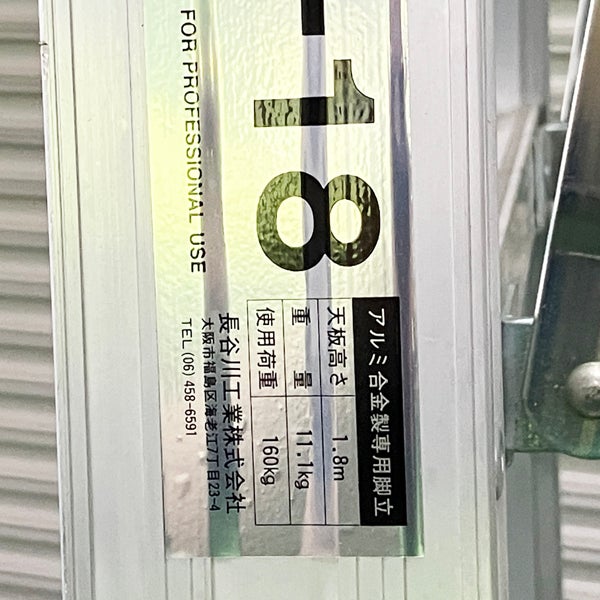 -18
FOR PROFESSIONAL USE
アルミ合金製専用脚立
天板高さ 1.8m
重量 11.1kg
使用荷重 160kg
長谷川工業株式会社
大阪市福島区海老江7丁目23-4
TEL (06) 458-6591